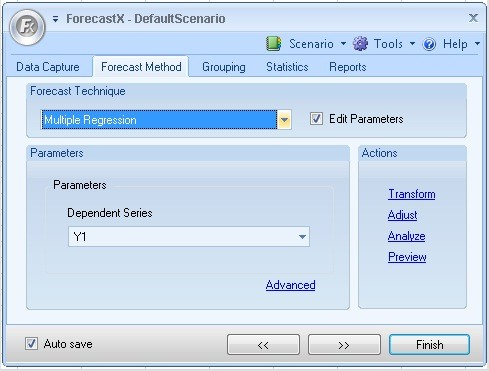 ForecastX - DefaultScenario
Scenario Tools Help
Data Capture Forecast Method Grouping Statistics Reports
Forecast Technique
Multiple Regression Edit Parameters
Parameters
Parameters
Dependent Series
Y1
Advanced
Actions
Transform
Adjust
Analyze
Preview
Auto save << >> Finish